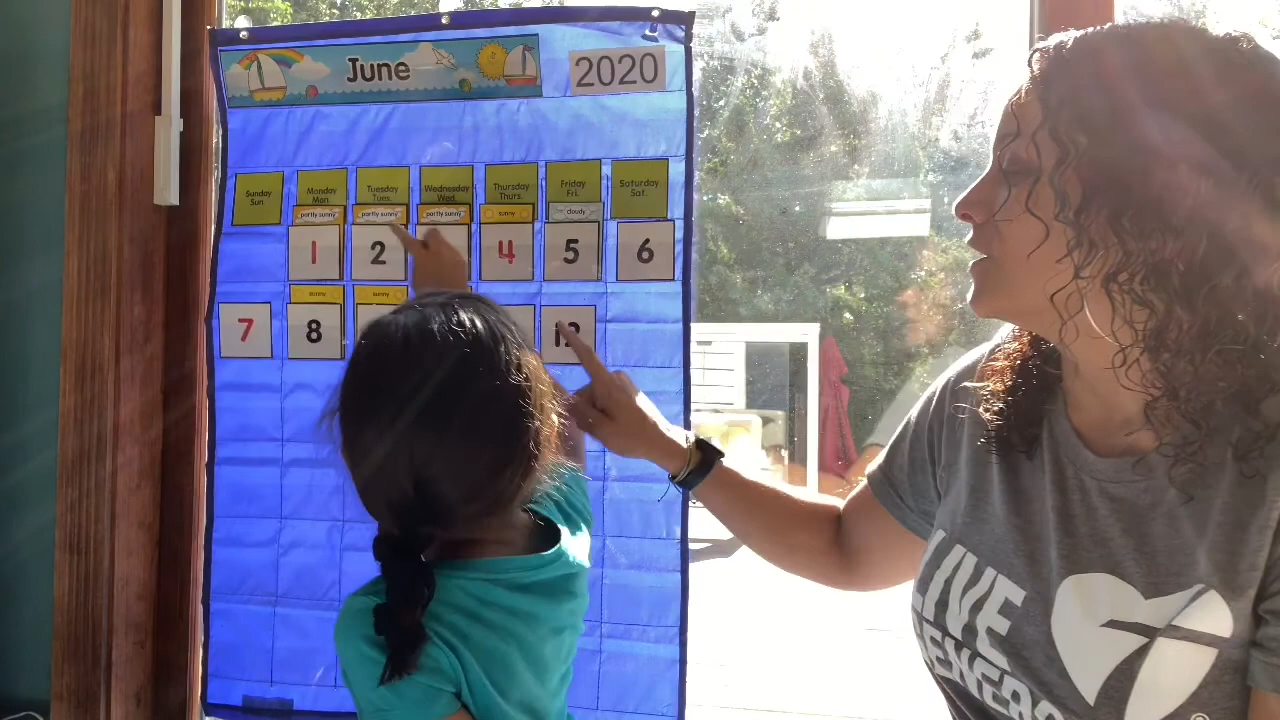 June
2020
Sunday
Sun.
Monday
Mon.
Tuesday
Tues.
Wednesday
Wed.
Thursday
Thurs.
Friday
Fri.
Saturday
Sat.
partly sunny
partly sunny
partly sunny
sunny
cloudy
1
2
4
5
6
sunny
sunny
7
8
12
LIVE